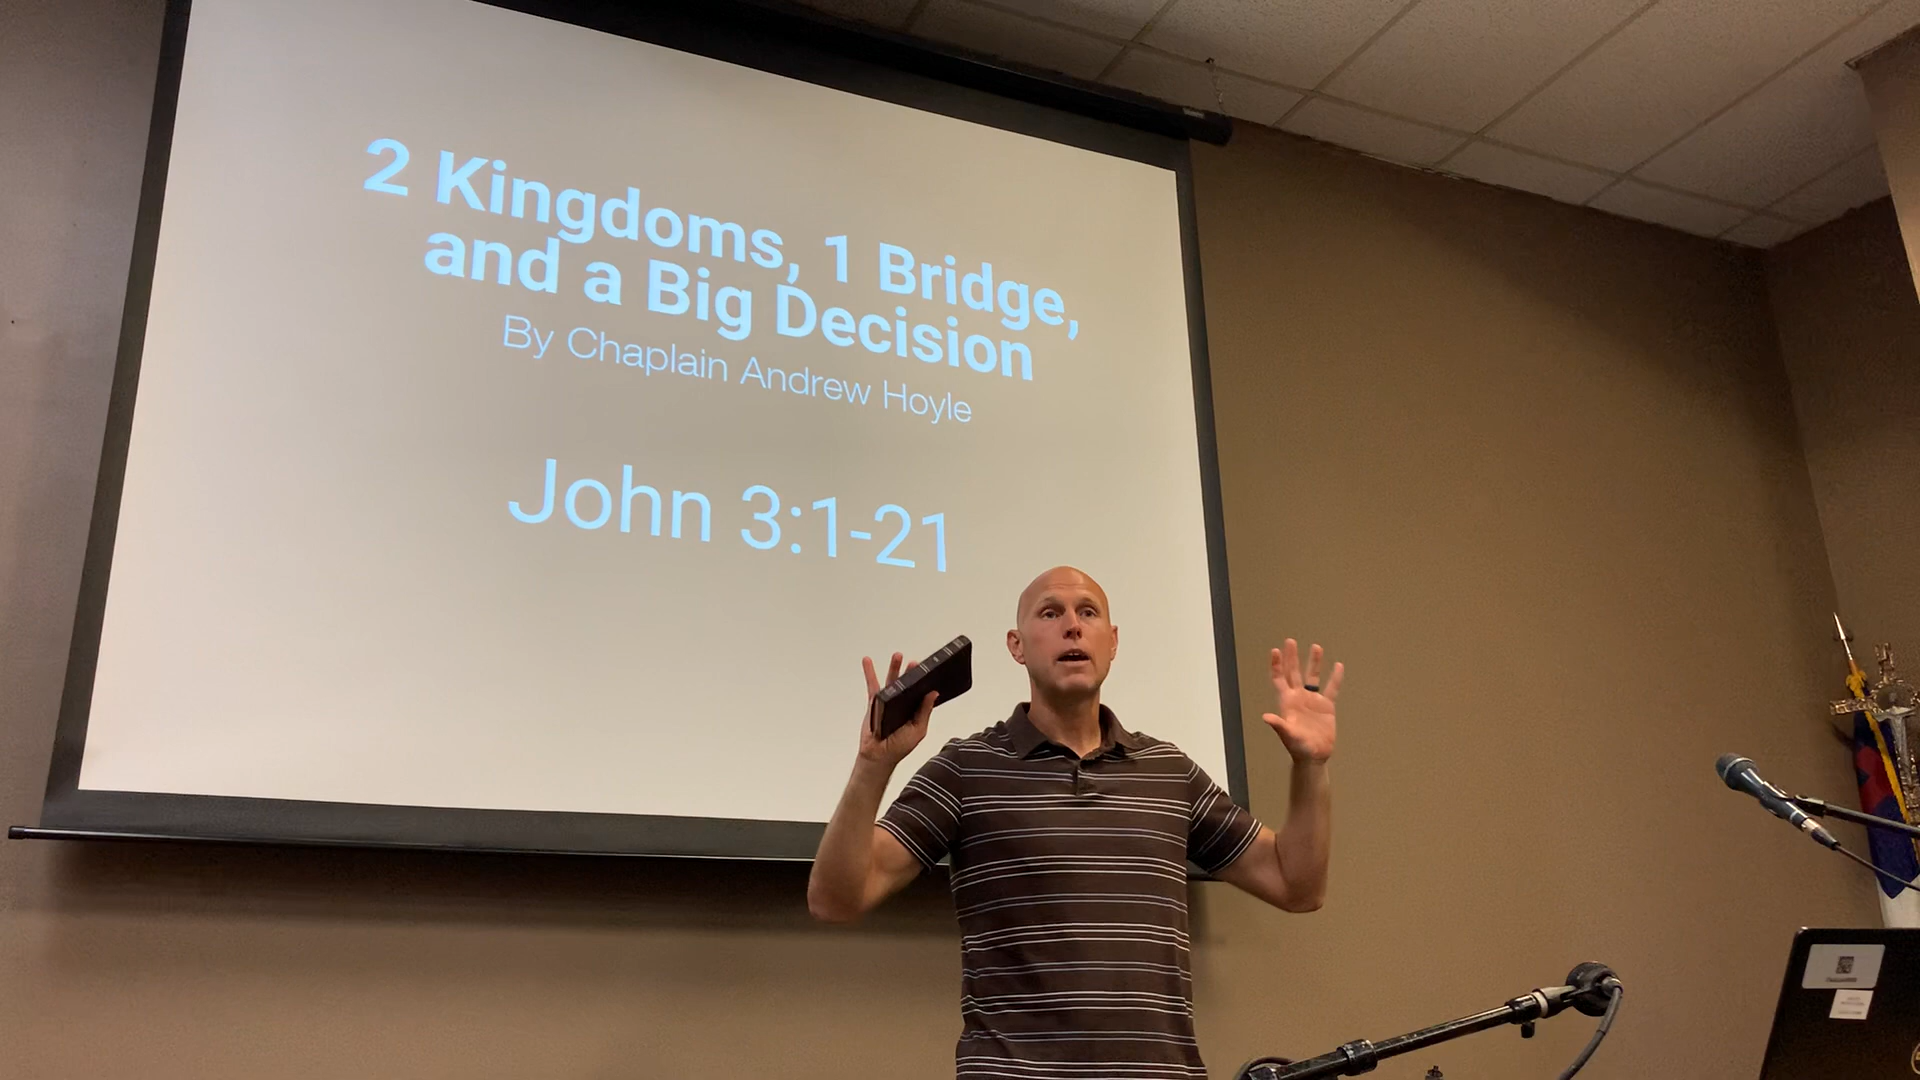 2 Kingdoms, 1 Bridge,
and a Big Decision
By Chaplain Andrew Hoyle
John 3:1-21